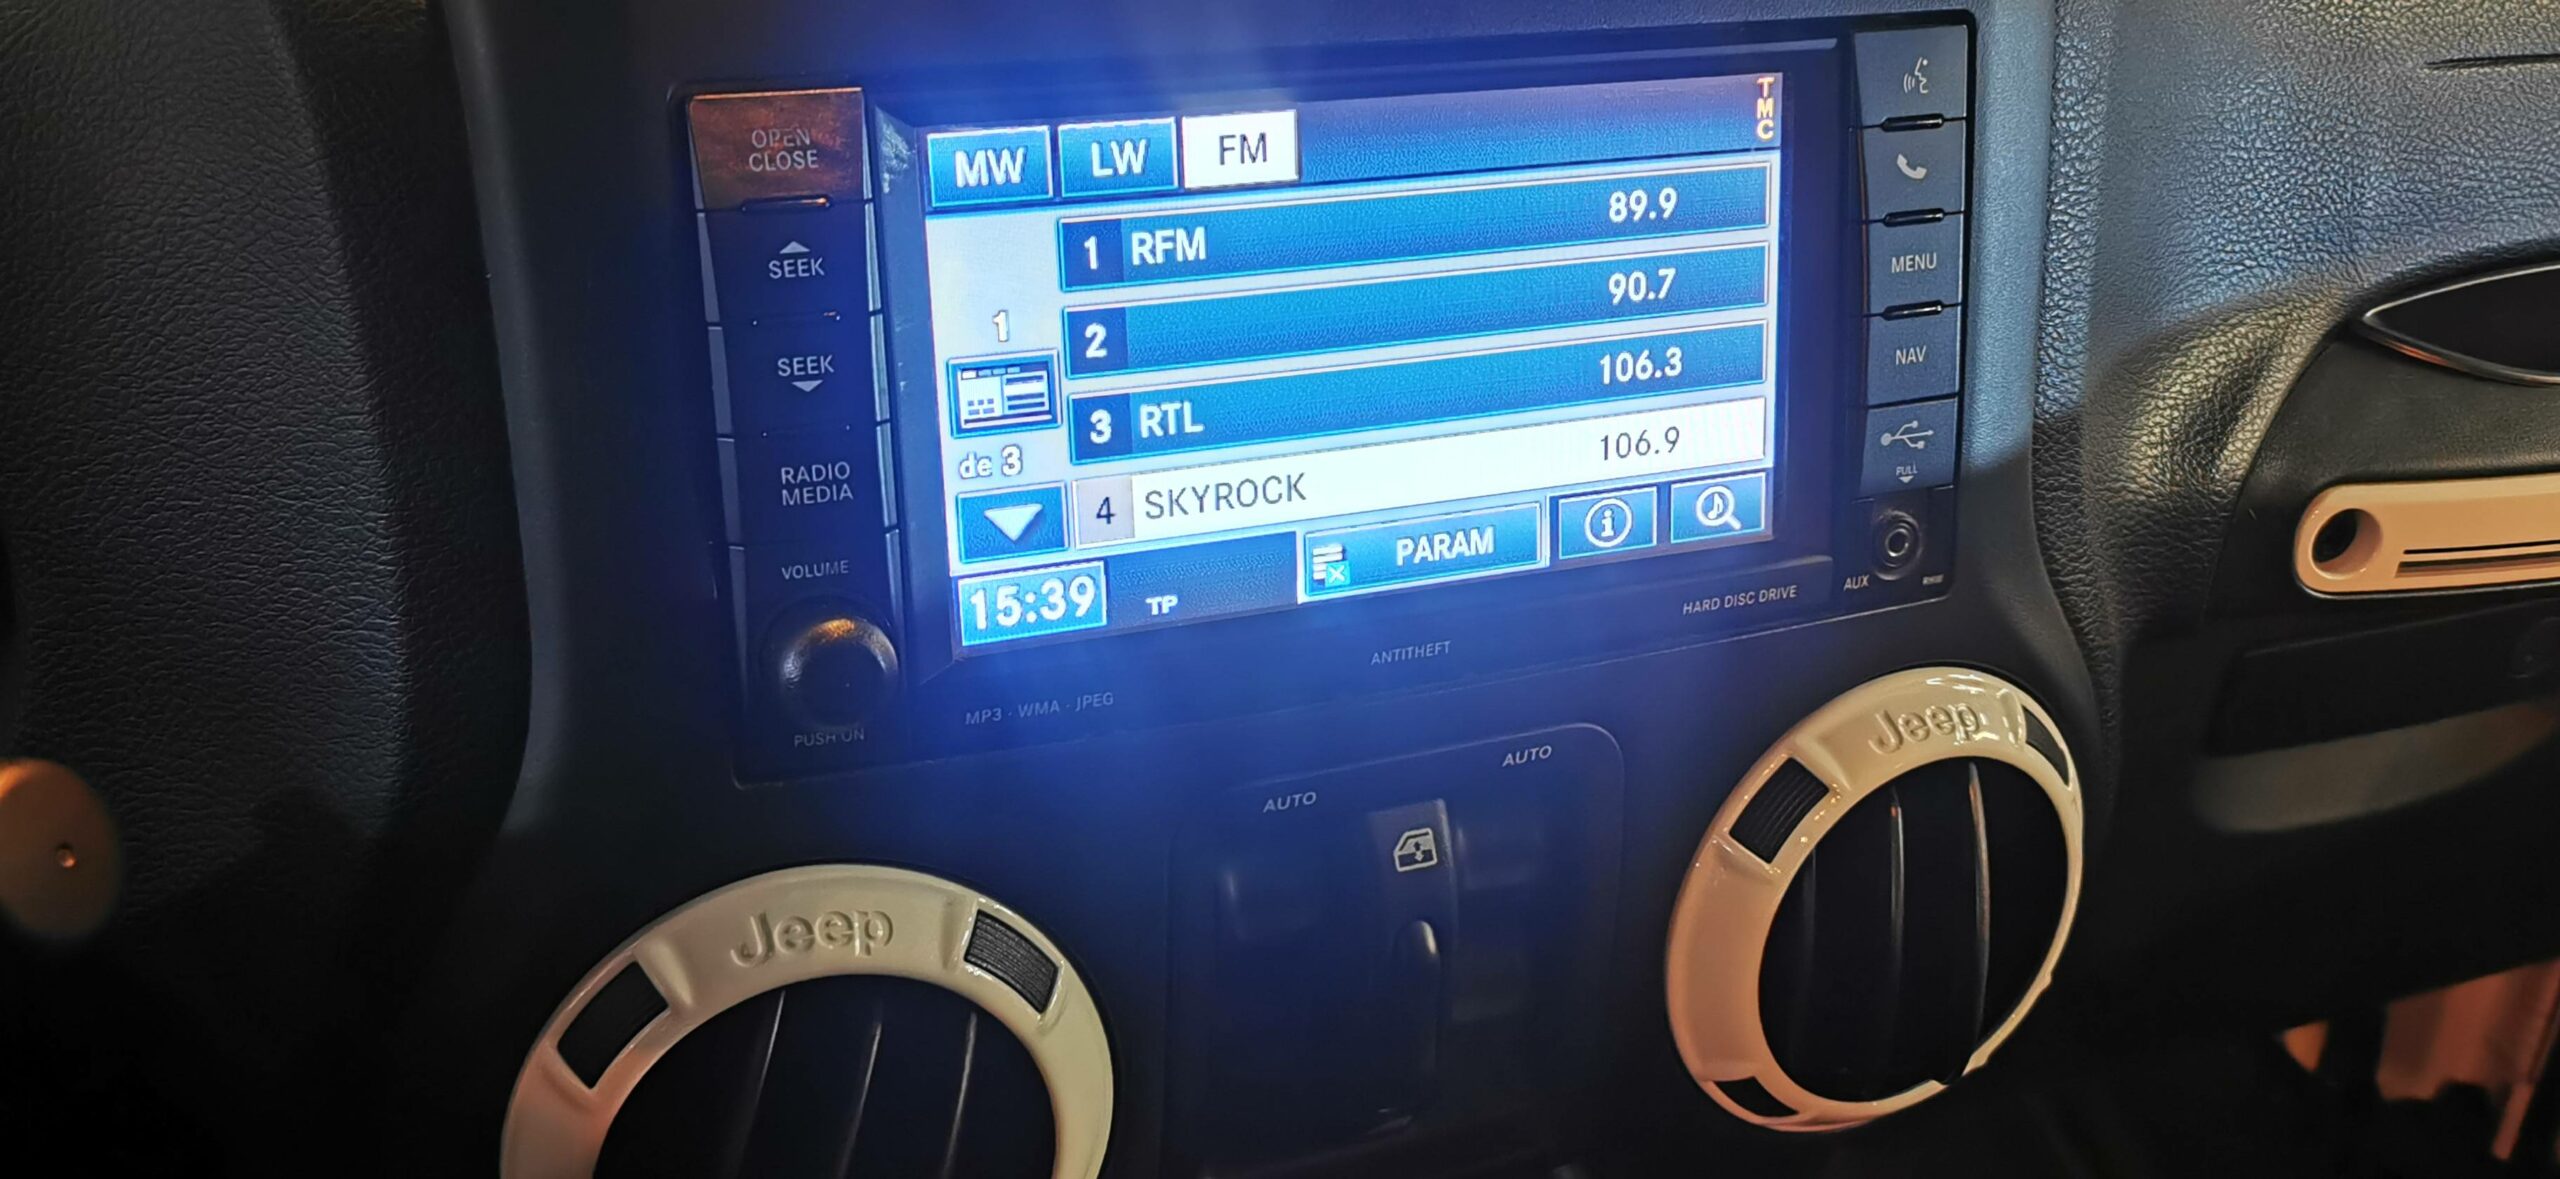 OPEN
CLOSE
SEEK
SEEK
RADIO
MEDIA
VOLUME
PUSH ON
MW LW FM
TMC
1 RFM 89.9
2 90.7
3 RTL 106.3
4 SKYROCK 106.9
1
de 3
PARAM
15:39 TP
MENU
NAV
PULL
AUX
MP3 · WMA · JPEG
ANTITHEFT
HARD DISC DRIVE
AUTO
AUTO
Jeep
Jeep